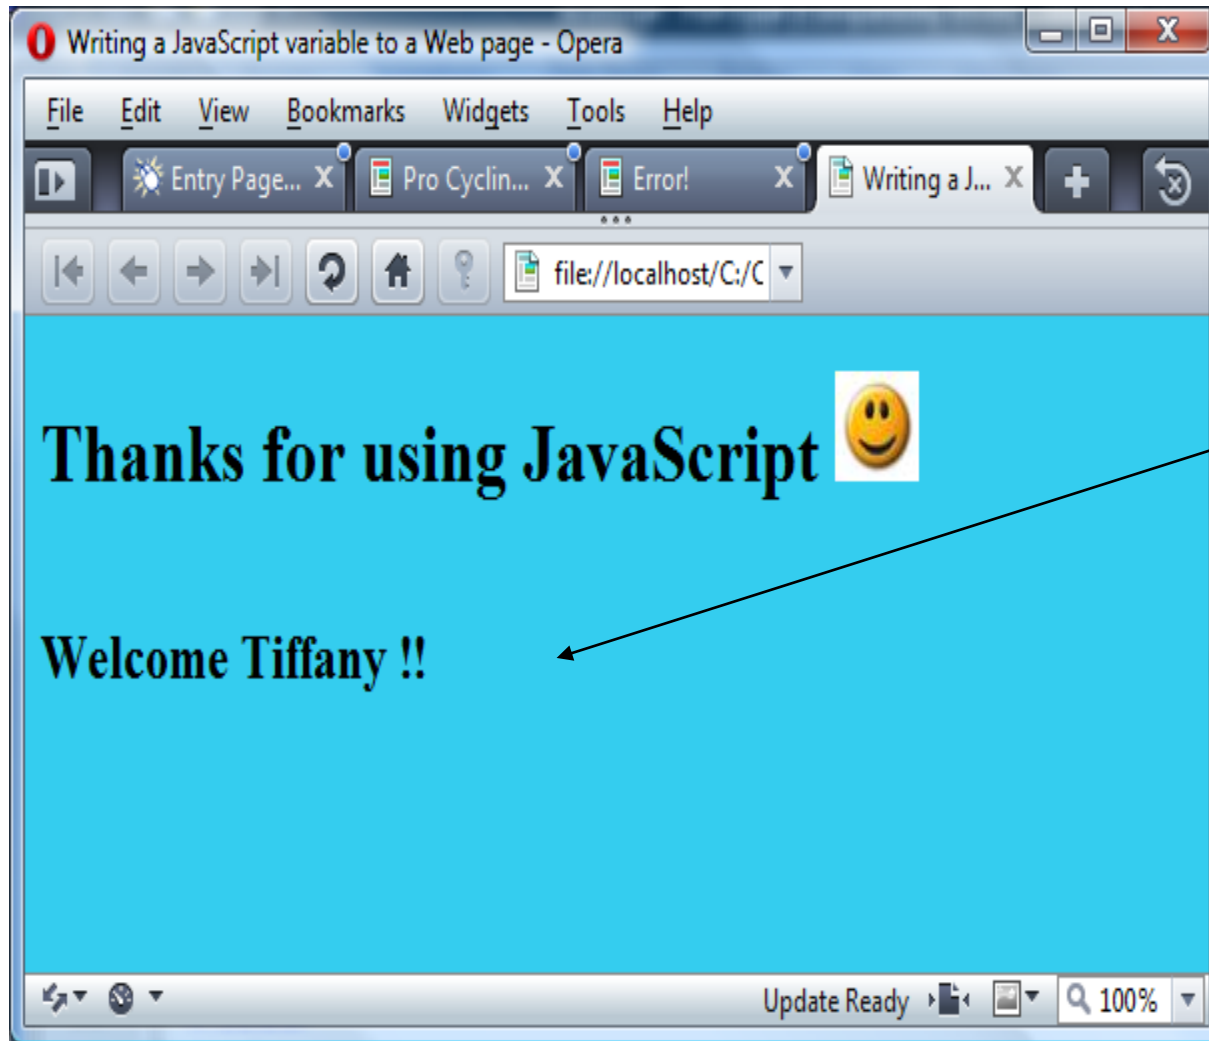 Writing a JavaScript variable to a Web page - Opera
File Edit View Bookmarks Widgets Tools Help
Entry Page... X Pro Cyclin... X Error! X Writing a J... X
file://localhost/C:/C
Thanks for using JavaScript
Welcome Tiffany !!
Update Ready 100%